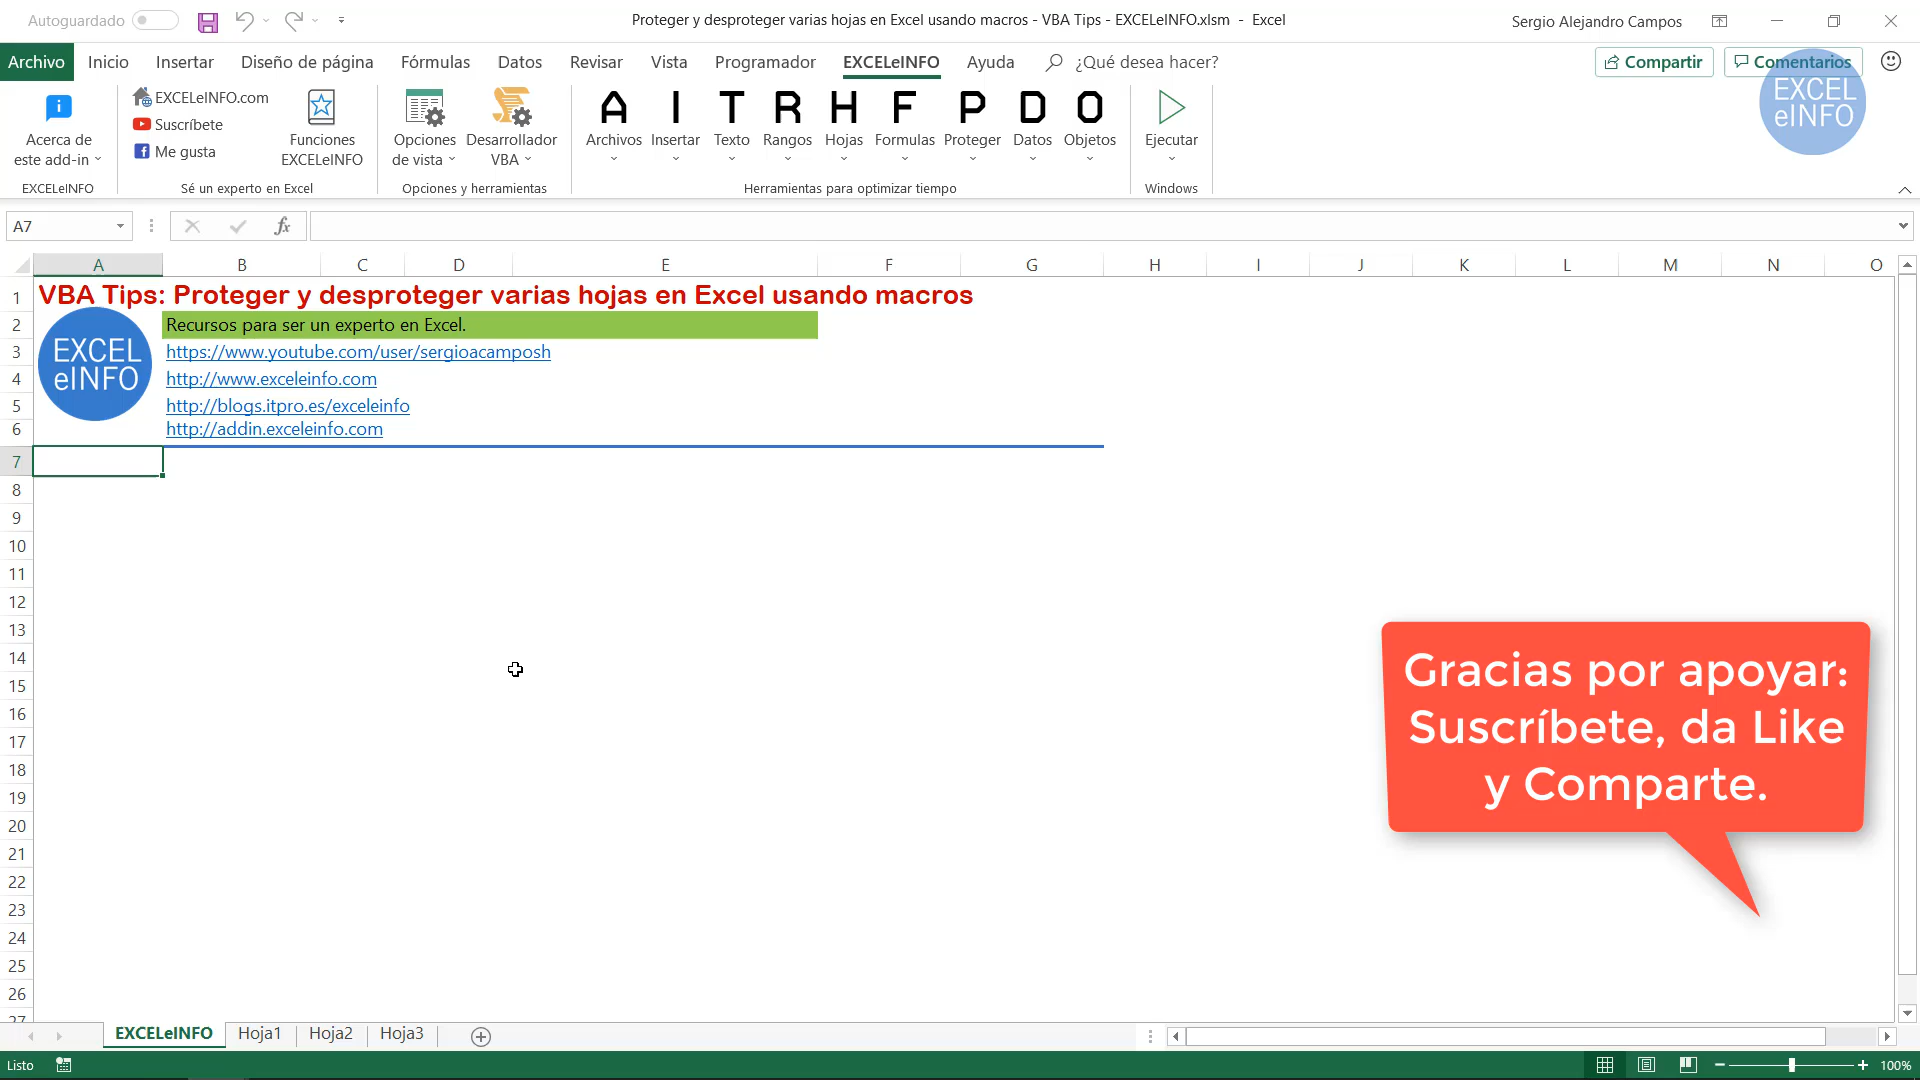 Autoguardado
Proteger y desproteger varias hojas en Excel usando macros - VBA Tips - EXCELeINFO.xlsm - Excel
Sergio Alejandro Campos
Archivo Inicio Insertar Diseño de página Fórmulas Datos Revisar Vista Programador EXCELeINFO Ayuda ¿Qué desea hacer? Compartir Comentarios
EXCEL
eINFO
Acerca de
este add-in
EXCELeINFO
EXCELeINFO.com
Suscríbete
Me gusta
Funciones
EXCELeINFO
Sé un experto en Excel
Opciones
de vista
Desarrollador
VBA
Opciones y herramientas
A I T R H F P D O
Archivos Insertar Texto Rangos Hojas Formulas Proteger Datos Objetos
Herramientas para optimizar tiempo
Ejecutar
Windows
A7
fx
A B C D E F G H I J K L M N O
1 VBA Tips: Proteger y desproteger varias hojas en Excel usando macros
2 Recursos para ser un experto en Excel.
3 https://www.youtube.com/user/sergioacamposh
4 http://www.exceleinfo.com
5 http://blogs.itpro.es/exceleinfo
6 http://addin.exceleinfo.com
EXCEL
eINFO
7
8
9
10
11
12
13
14
15
16
17
18
19
20
21
22
23
24
25
26
27
Gracias por apoyar:
Suscríbete, da Like
y Comparte.
EXCELeINFO Hoja1 Hoja2 Hoja3
Listo
100%